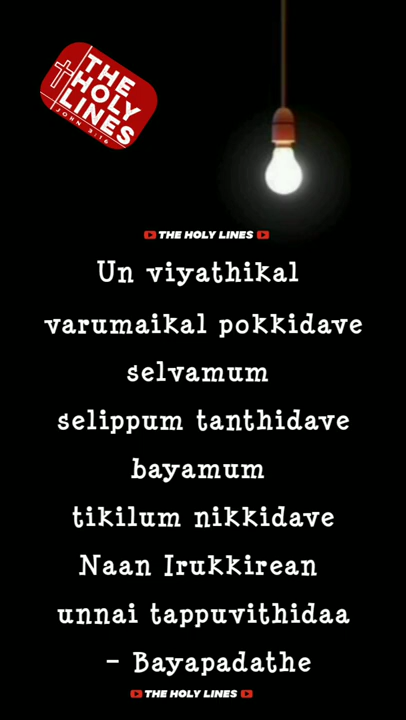 THE
HOLY
LINES
JOHN 3:16
THE HOLY LINES
Un viyathikal
varumaikal pokkidave
selvamum
selippum tanthidave
bayamum
tikilum nikkidave
Naan Irukkirean
unnai tappuvithidaa
- Bayapadathe
THE HOLY LINES